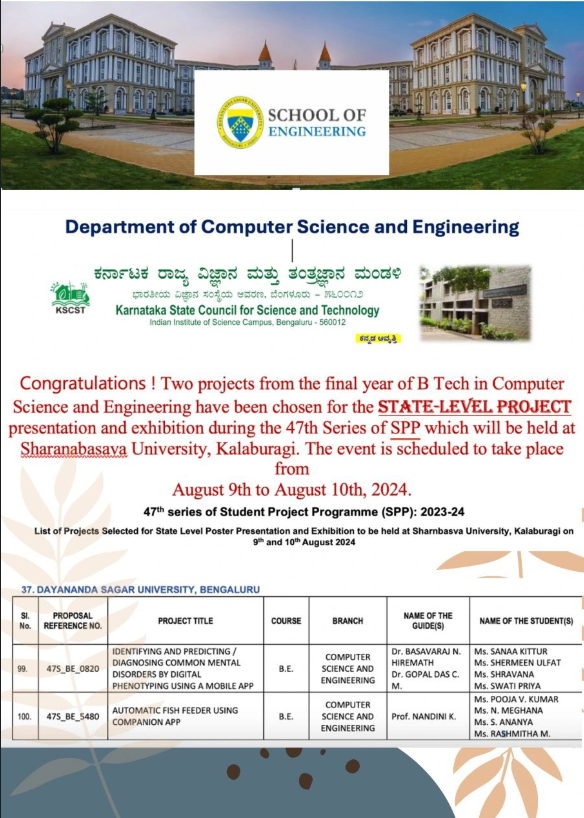 SCHOOL OF
ENGINEERING
Department of Computer Science and Engineering
ಕರ್ನಾಟಕ ರಾಜ್ಯ ವಿಜ್ಞಾನ ಮತ್ತು ತಂತ್ರಜ್ಞಾನ ಮಂಡಳಿ
ಭಾರತೀಯ ವಿಜ್ಞಾನ ಸಂಸ್ಥೆಯ ಆವರಣ, ಬೆಂಗಳೂರು – ೫೬೦೦೧೨
KSCST
Karnataka State Council for Science and Technology
Indian Institute of Science Campus, Bengaluru - 560012
ಕನ್ನಡ ಆವೃತ್ತಿ
Congratulations ! Two projects from the final year of B Tech in Computer
Science and Engineering have been chosen for the STATE-LEVEL PROJECT
presentation and exhibition during the 47th Series of SPP which will be held at
Sharanabasava University, Kalaburagi. The event is scheduled to take place
from
August 9th to August 10th, 2024.
47th series of Student Project Programme (SPP): 2023-24
List of Projects Selected for State Level Poster Presentation and Exhibition to be held at Sharnbasva University, Kalaburagi on
9th and 10th August 2024
37. DAYANANDA SAGAR UNIVERSITY, BENGALURU
Sl. No. PROPOSAL REFERENCE NO. PROJECT TITLE COURSE BRANCH NAME OF THE GUIDE(S) NAME OF THE STUDENT(S)
99. 47S_BE_0820 IDENTIFYING AND PREDICTING / DIAGNOSING COMMON MENTAL DISORDERS BY DIGITAL PHENOTYPING USING A MOBILE APP B.E. COMPUTER SCIENCE AND ENGINEERING Dr. BASAVARAJ N. HIREMATH Dr. GOPAL DAS C. M. Ms. SANAA KITTUR Ms. SHERMEEN ULFAT Ms. SHRAVANA Ms. SWATI PRIYA
100. 47S_BE_5480 AUTOMATIC FISH FEEDER USING COMPANION APP B.E. COMPUTER SCIENCE AND ENGINEERING Prof. NANDINI K. Ms. POOJA V. KUMAR Ms. N. MEGHANA Ms. S. ANANYA Ms. RASHMITHA M.